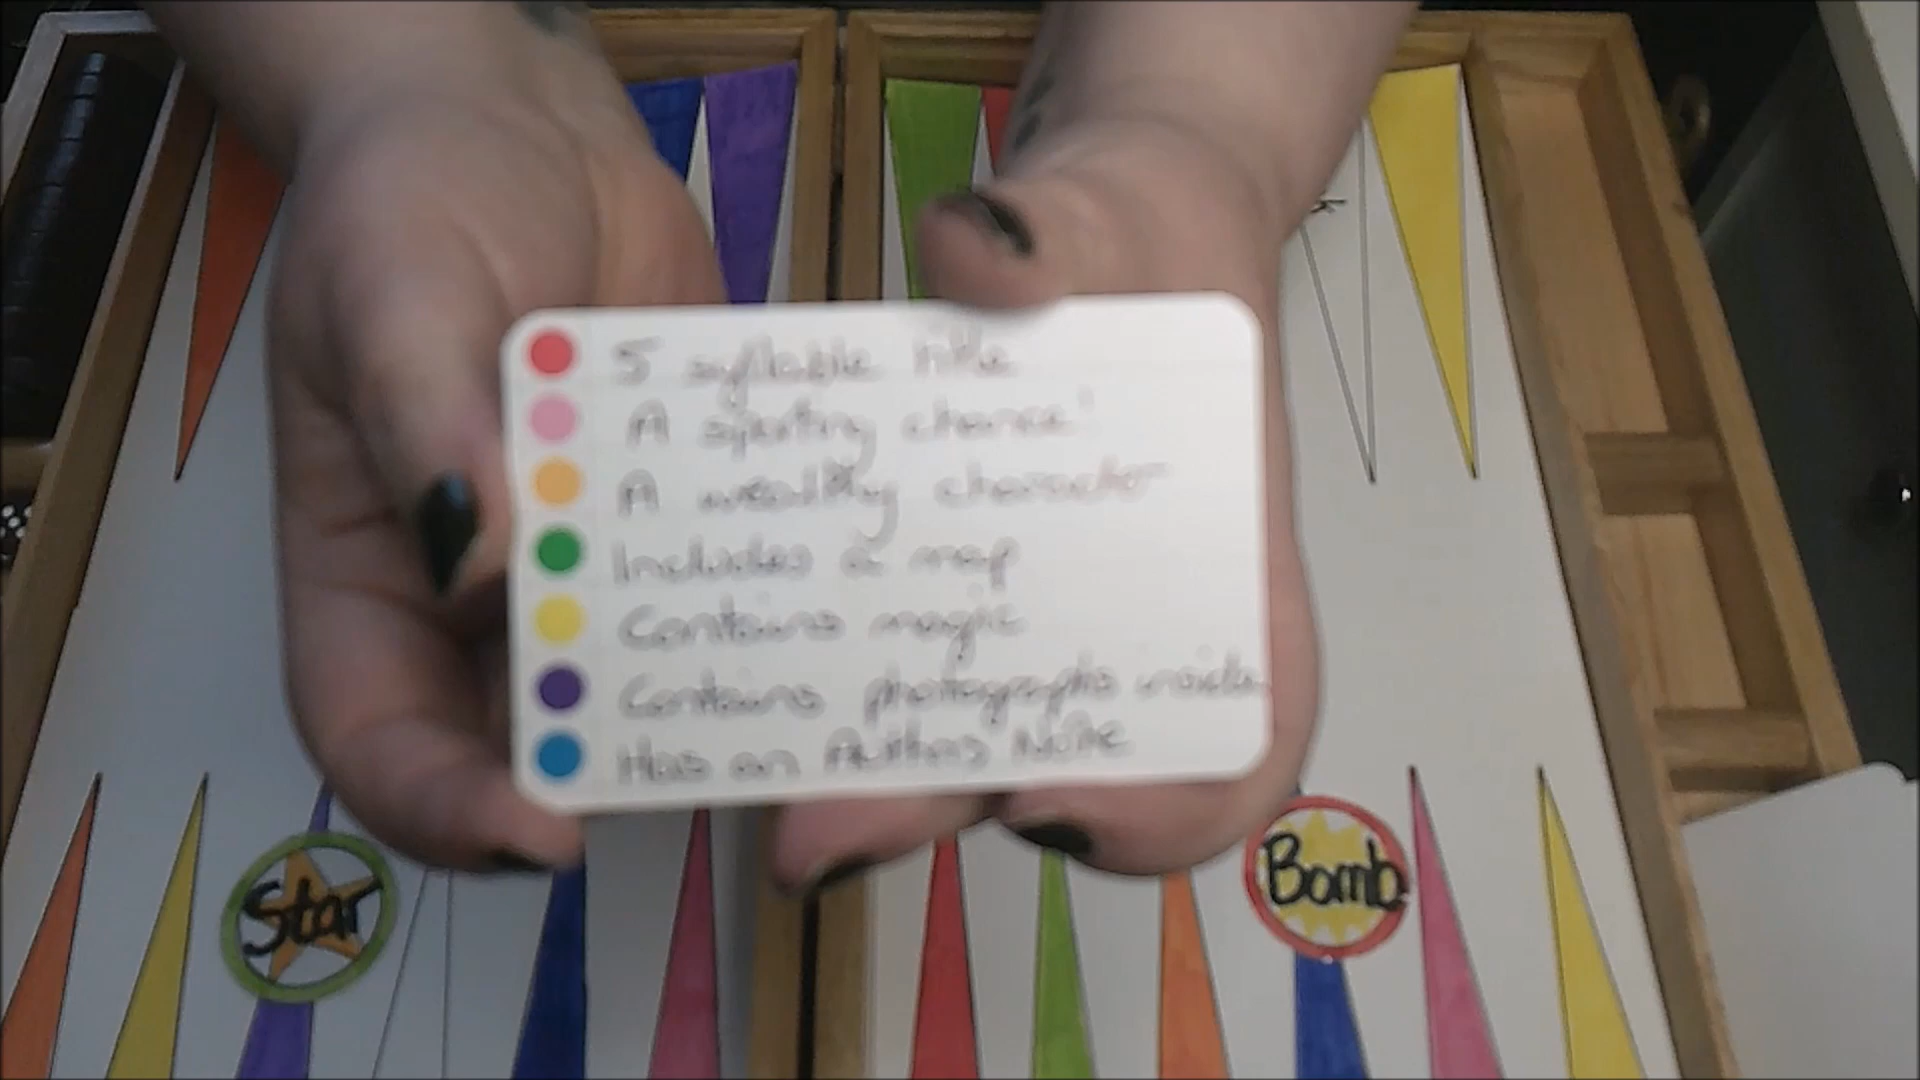 5 syllable title
A sporting chance!
A wealthy character
Includes a map
Contains magic
Contains photographs inside
Has an Authors Note
Star
Bomb